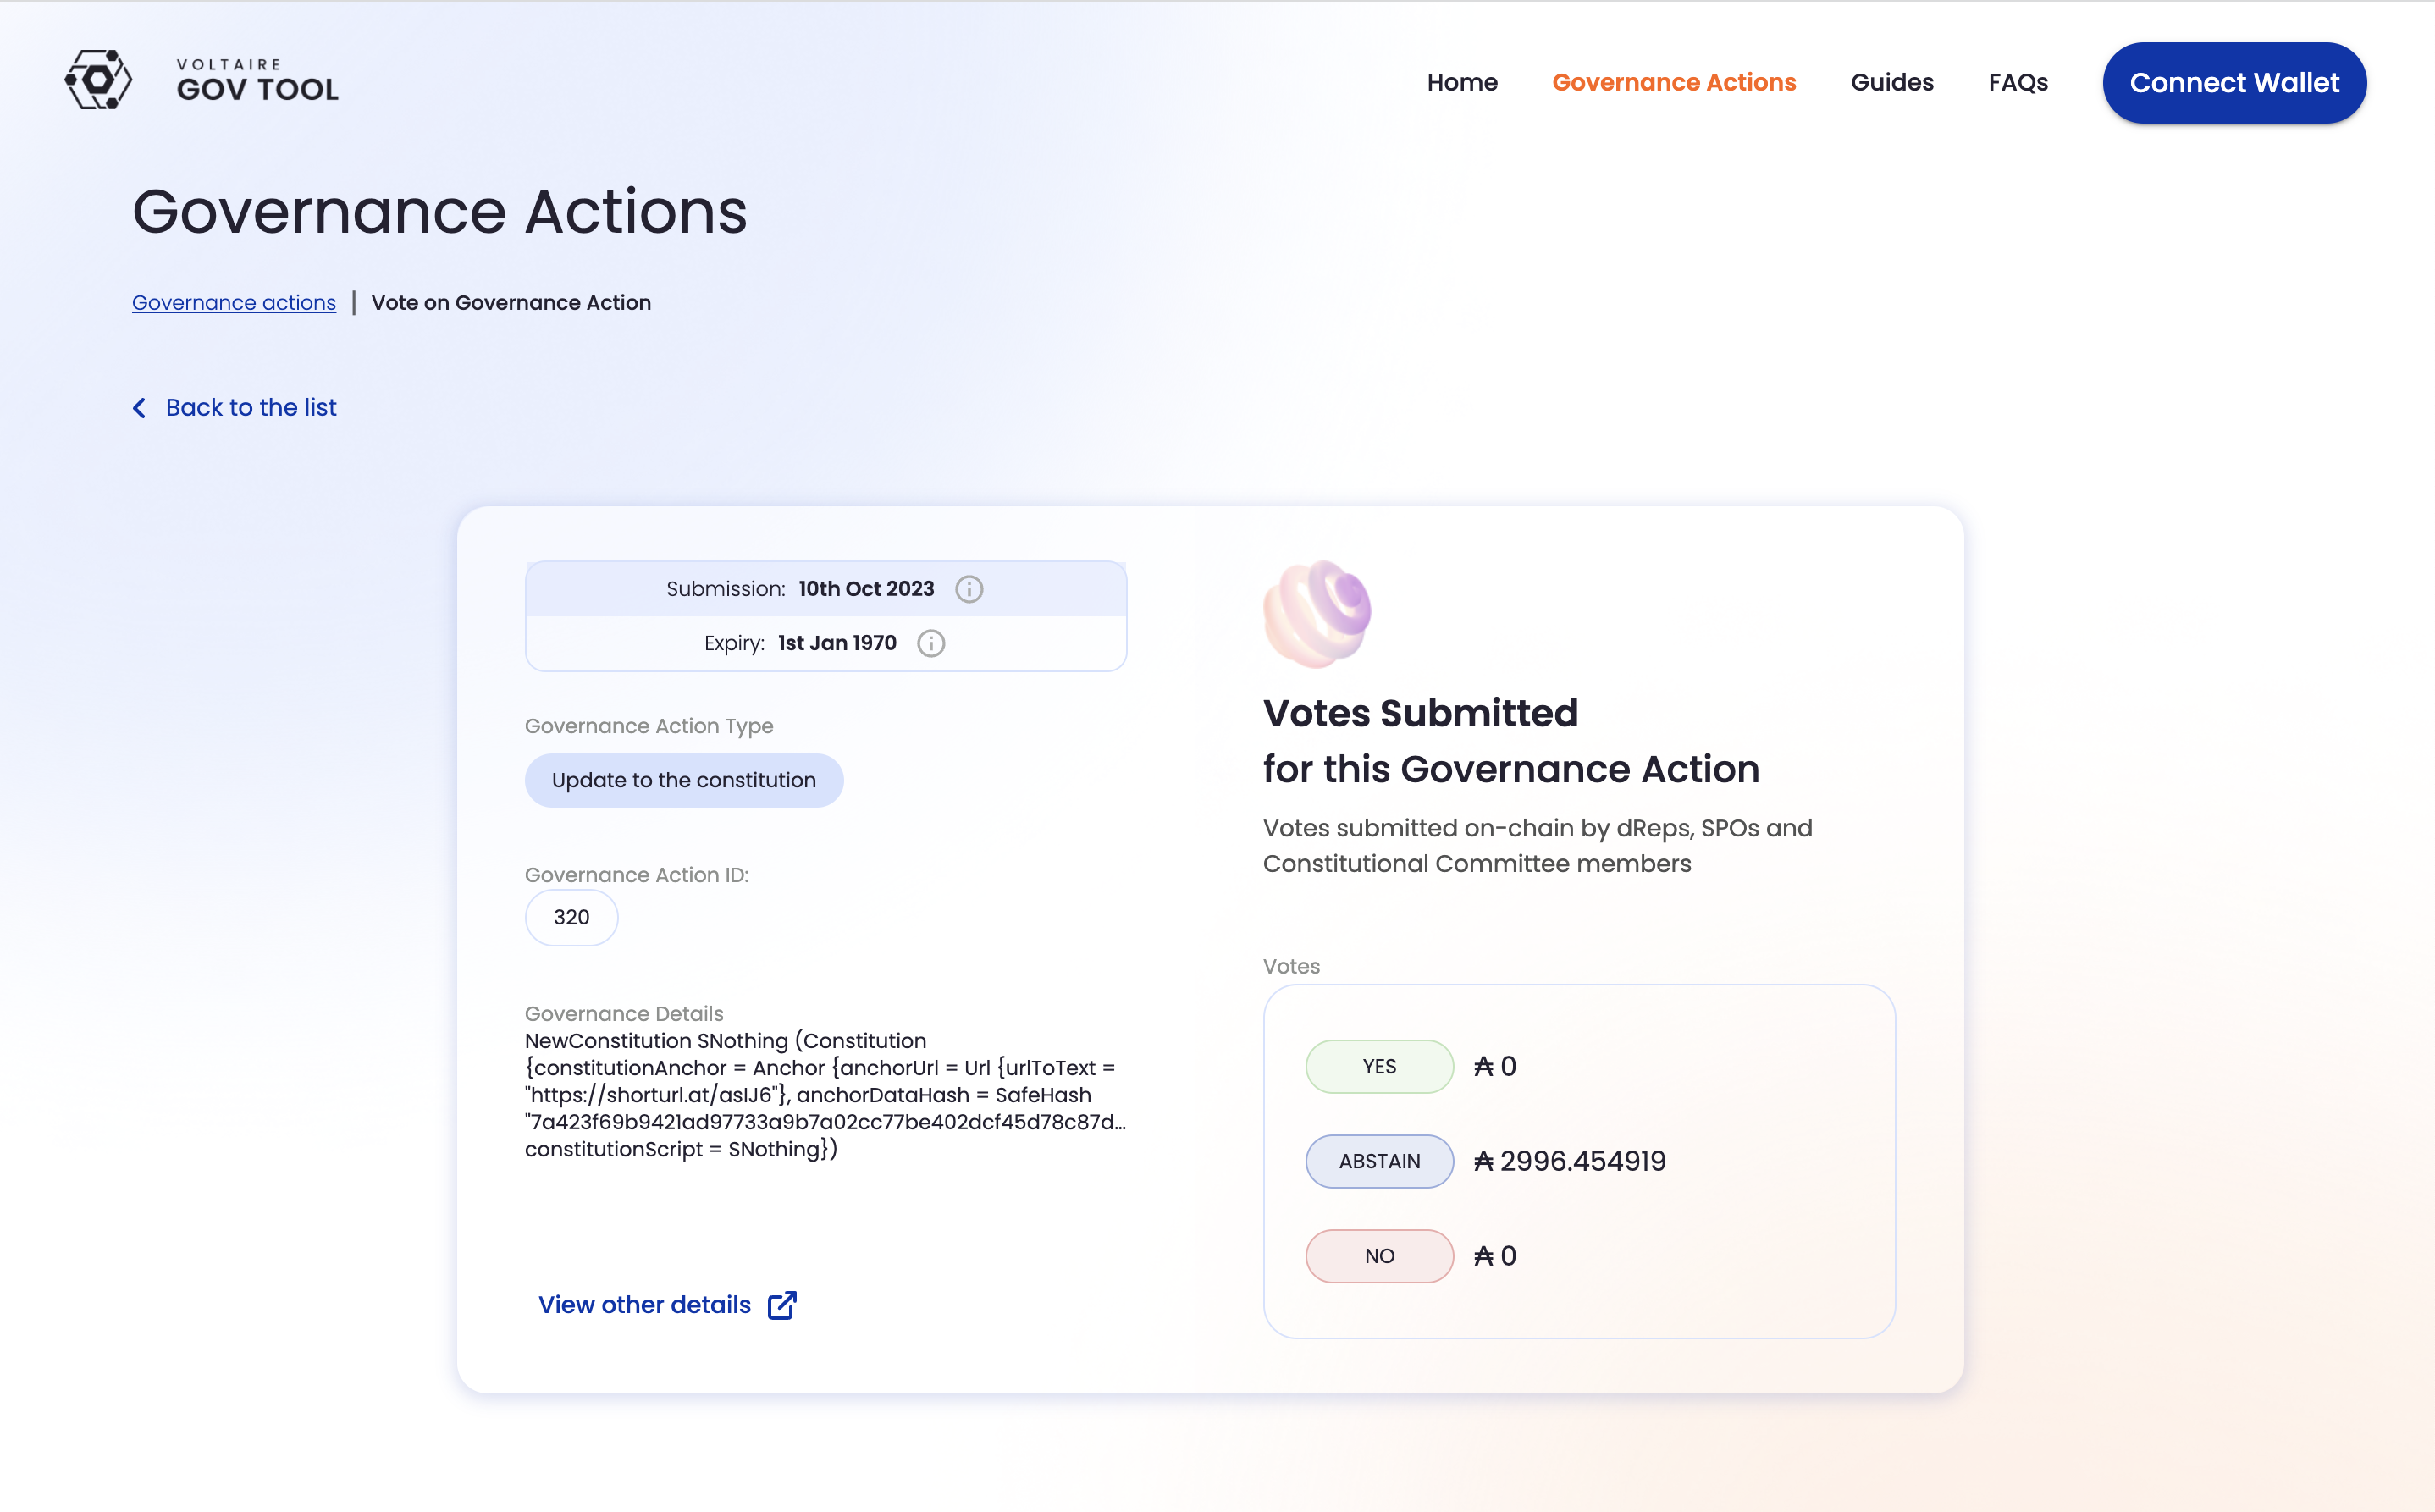 VOLTAIRE
GOV TOOL
Home
Governance Actions
Guides
FAQs
Connect Wallet
Governance Actions
Governance actions | Vote on Governance Action
Back to the list
Submission: 10th Oct 2023
Expiry: 1st Jan 1970
Governance Action Type
Update to the constitution
Governance Action ID:
320
Governance Details
NewConstitution SNothing (Constitution
{constitutionAnchor = Anchor {anchorUrl = Url {urlToText =
"https://shorturl.at/asIJ6"}, anchorDataHash = SafeHash
"7a423f69b9421ad97733a9b7a02cc77be402dcf45d78c87d...
constitutionScript = SNothing})
View other details
Votes Submitted
for this Governance Action
Votes submitted on-chain by dReps, SPOs and
Constitutional Committee members
Votes
YES ₳ 0
ABSTAIN ₳ 2996.454919
NO ₳ 0